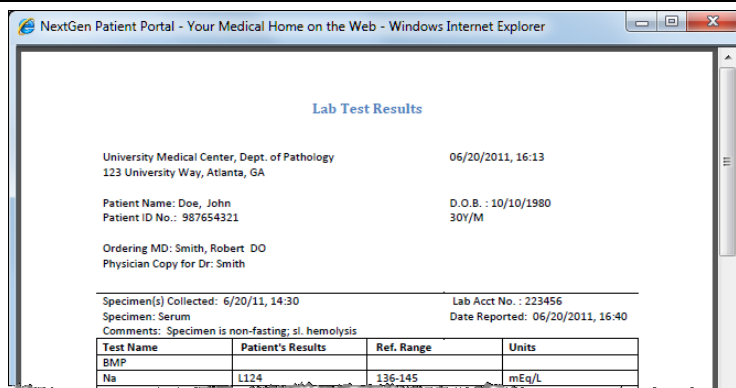 NextGen Patient Portal - Your Medical Home on the Web - Windows Internet Explorer
Lab Test Results
University Medical Center, Dept. of Pathology 06/20/2011, 16:13
123 University Way, Atlanta, GA
Patient Name: Doe, John D.O.B. : 10/10/1980
Patient ID No.: 987654321 30Y/M
Ordering MD: Smith, Robert DO
Physician Copy for Dr: Smith
Specimen(s) Collected: 6/20/11, 14:30 Lab Acct No. : 223456
Specimen: Serum Date Reported: 06/20/2011, 16:40
Comments: Specimen is non-fasting; sl. hemolysis
Test Name Patient's Results Ref. Range Units
BMP
Na L124 136-145 mEq/L